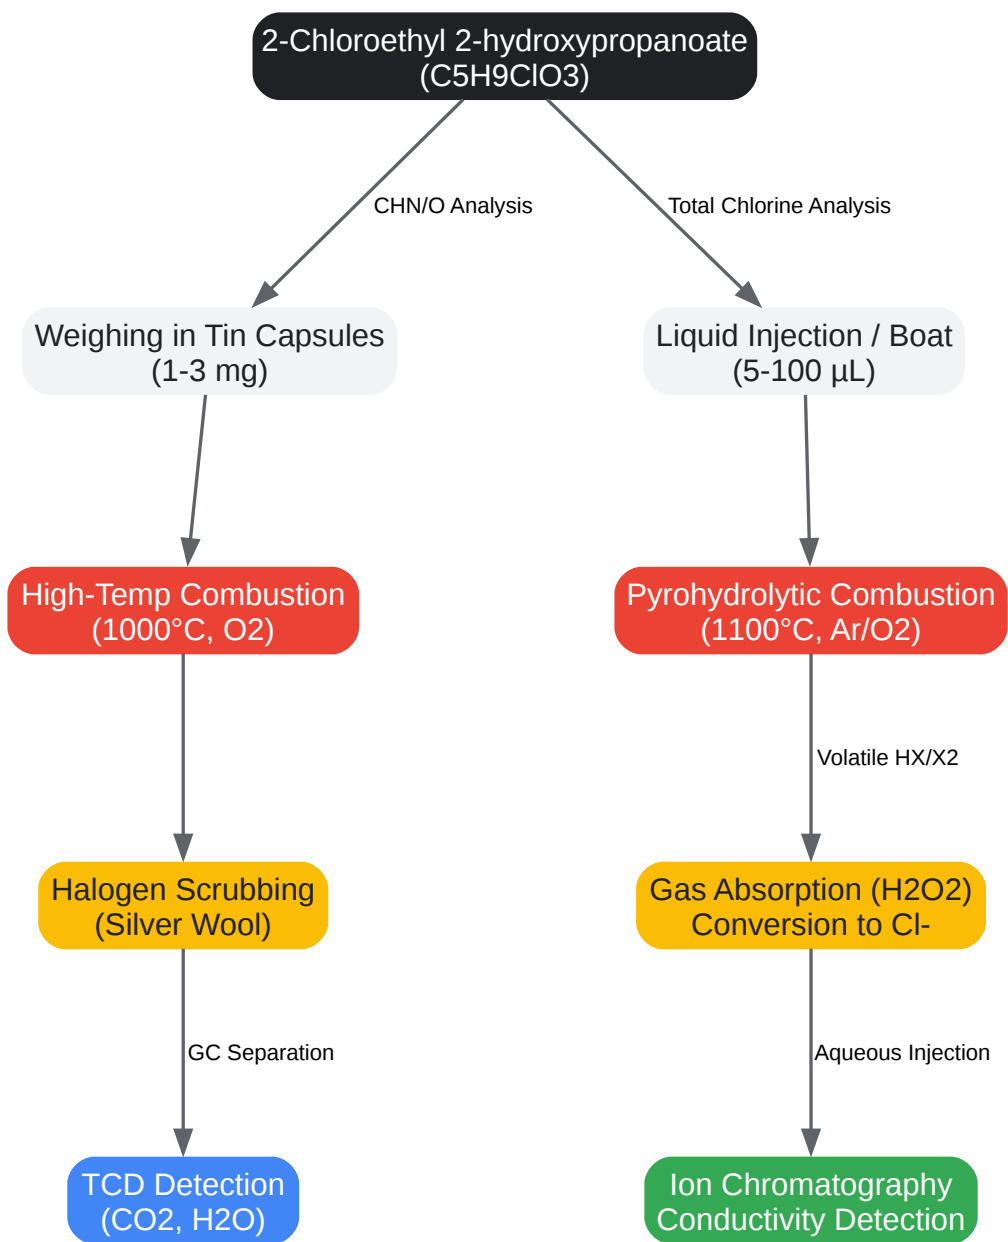 2-Chloroethyl 2-hydroxypropanoate
(C5H9ClO3)
CHN/O Analysis
Total Chlorine Analysis
Weighing in Tin Capsules
(1-3 mg)
Liquid Injection / Boat
(5-100 µL)
High-Temp Combustion
(1000°C, O2)
Pyrohydrolytic Combustion
(1100°C, Ar/O2)
Volatile HX/X2
Halogen Scrubbing
(Silver Wool)
Gas Absorption (H2O2)
Conversion to Cl-
GC Separation
Aqueous Injection
TCD Detection
(CO2, H2O)
Ion Chromatography
Conductivity Detection